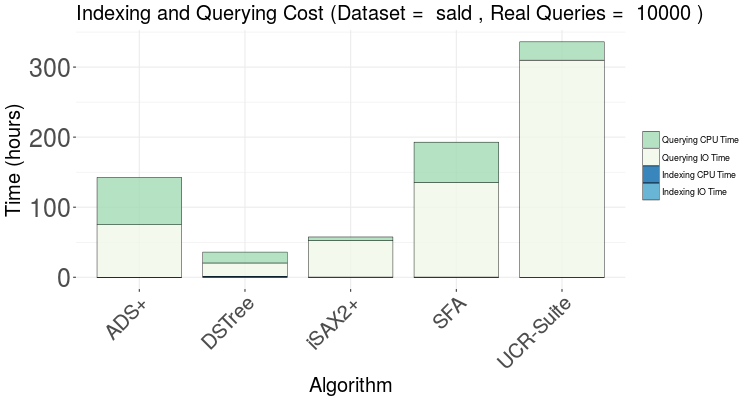 Indexing and Querying Cost (Dataset =  sald , Real Queries =  10000 )
Time (hours)
300
200
100
0
ADS+
DSTree
iSAX2+
SFA
UCR-Suite
Algorithm
Querying CPU Time
Querying IO Time
Indexing CPU Time
Indexing IO Time